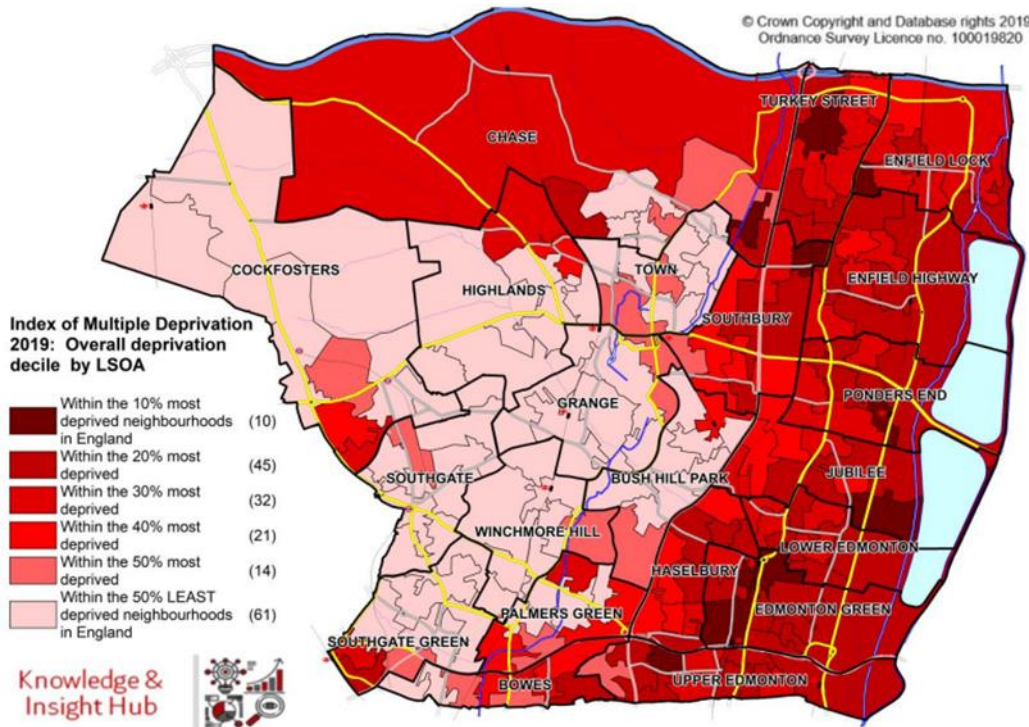 © Crown Copyright and Database rights 2019
Ordnance Survey Licence no. 100019820
TURKEY STREET
CHASE
ENFIELD LOCK
COCKFOSTERS
TOWN
HIGHLANDS
ENFIELD HIGHWAY
SOUTHBURY
Index of Multiple Deprivation
2019: Overall deprivation
decile by LSOA
Within the 10% most
deprived neighbourhoods (10)
in England
Within the 20% most (45)
deprived
Within the 30% most (32)
deprived
Within the 40% most (21)
deprived
Within the 50% most (14)
deprived
Within the 50% LEAST
deprived neighbourhoods (61)
in England
PONDERS END
GRANGE
SOUTHGATE
BUSH HILL PARK
JUBILEE
WINCHMORE HILL
LOWER EDMONTON
HASELBURY
PALMERS GREEN
EDMONTON GREEN
SOUTHGATE GREEN
BOWES
UPPER EDMONTON
Knowledge &
Insight Hub